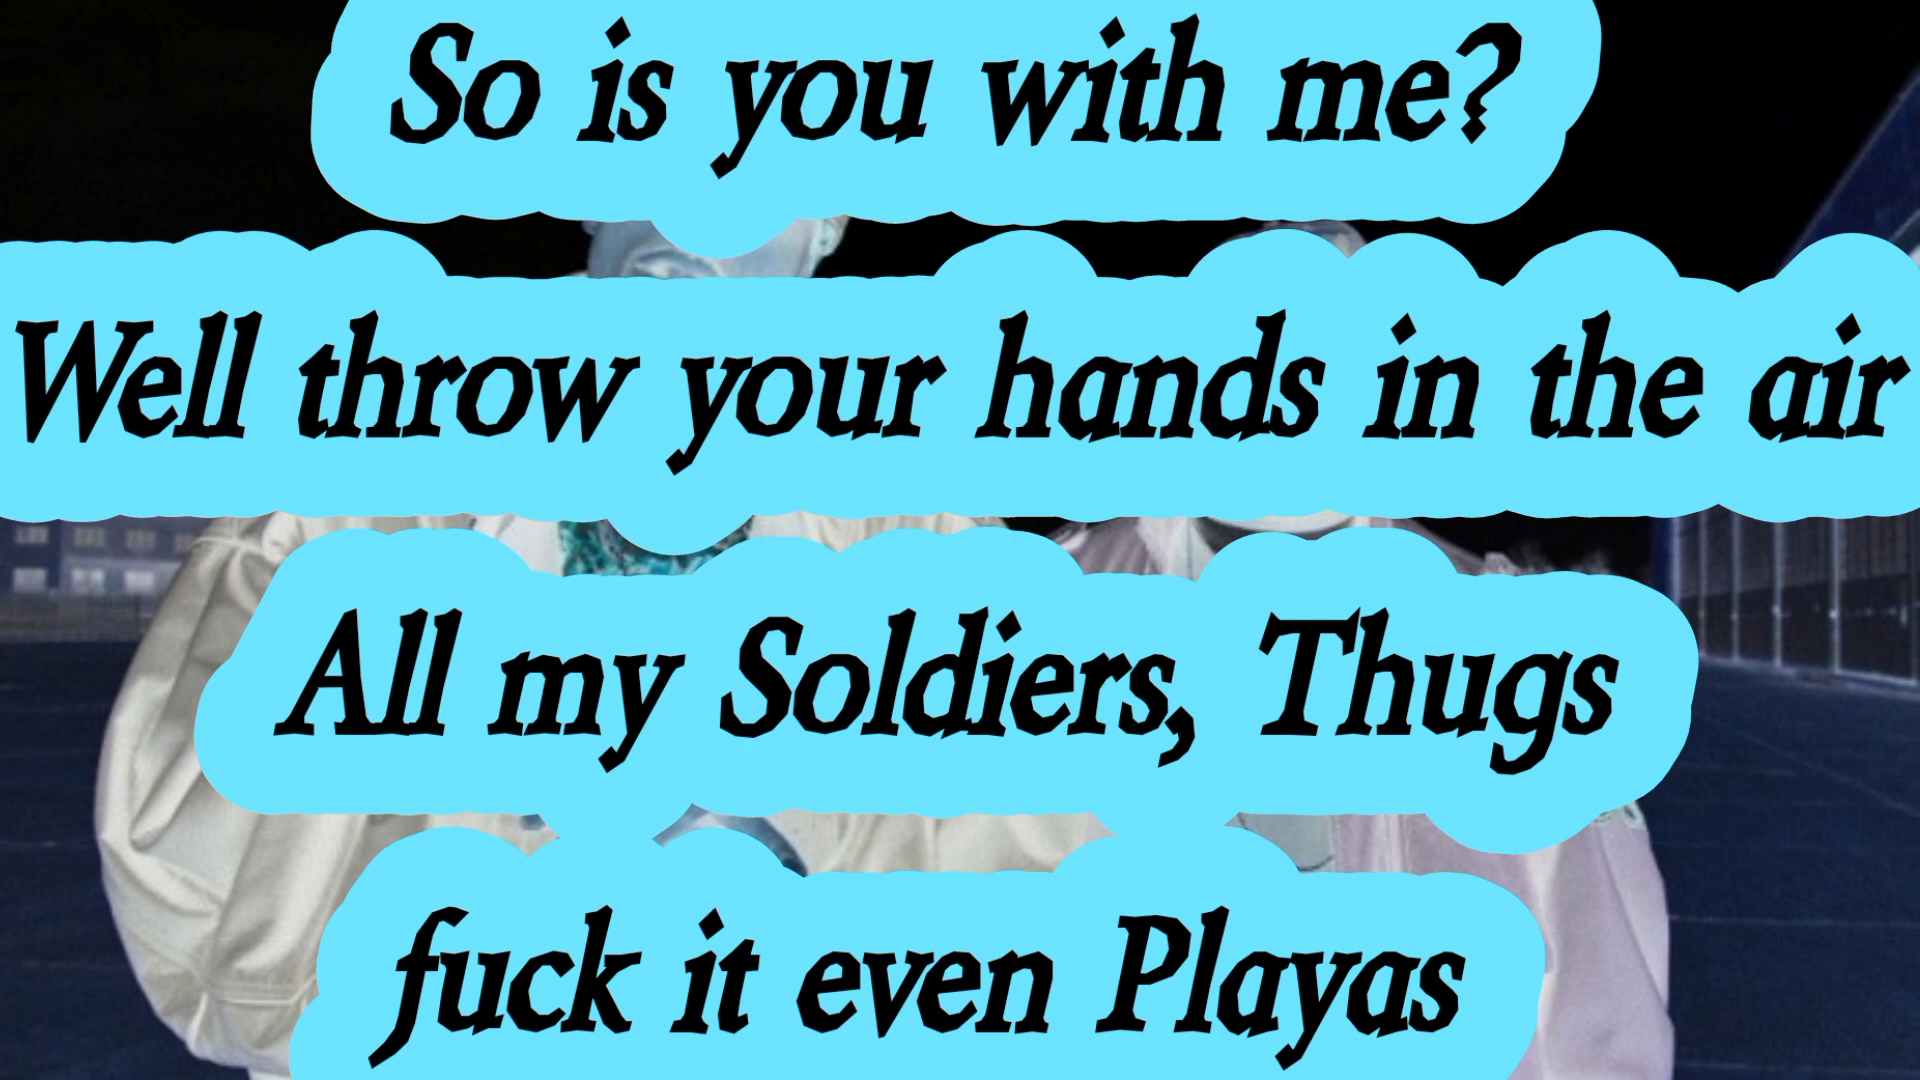 So is you with me?
Well throw your hands in the air
All my Soldiers, Thugs
fuck it even Playas